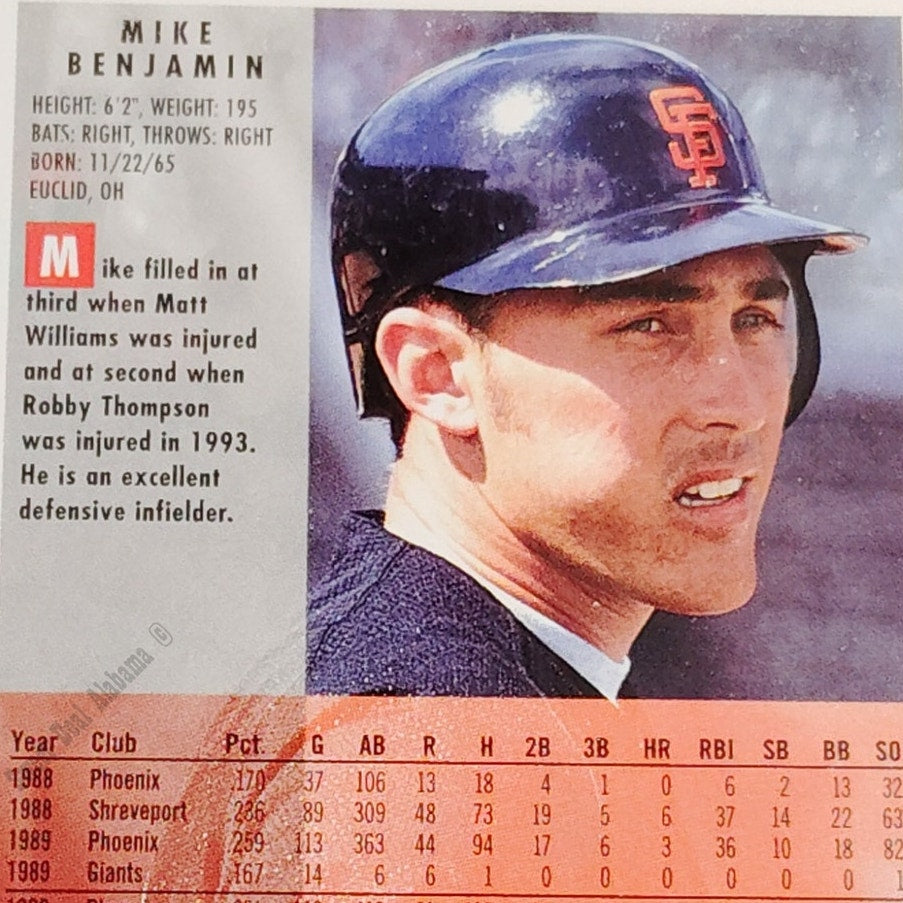 MIKE
BENJAMIN
HEIGHT: 6'2", WEIGHT: 195
BATS: RIGHT, THROWS: RIGHT
BORN: 11/22/65
EUCLID, OH
Mike filled in at
third when Matt
Williams was injured
and at second when
Robby Thompson
was injured in 1993.
He is an excellent
defensive infielder.
SF
Deal Alabama ©
Year Club Pct. G AB R H 2B 3B HR RBI SB BB SO
1988 Phoenix .170 37 106 13 18 4 1 0 6 2 13 32
1988 Shreveport .236 89 309 48 73 19 5 6 37 14 22 63
1989 Phoenix .259 113 363 44 94 17 6 3 36 10 18 82
1989 Giants .167 14 6 6 1 0 0 0 0 0 0 1